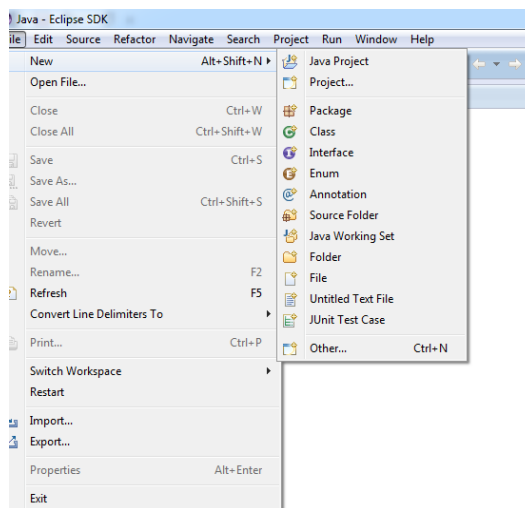 Java - Eclipse SDK
File Edit Source Refactor Navigate Search Project Run Window Help
New Alt+Shift+N
Open File...
Close Ctrl+W
Close All Ctrl+Shift+W
Save Ctrl+S
Save As...
Save All Ctrl+Shift+S
Revert
Move...
Rename... F2
Refresh F5
Convert Line Delimiters To
Print... Ctrl+P
Switch Workspace
Restart
Import...
Export...
Properties Alt+Enter
Exit
Java Project
Project...
Package
Class
Interface
Enum
Annotation
Source Folder
Java Working Set
Folder
File
Untitled Text File
JUnit Test Case
Other... Ctrl+N